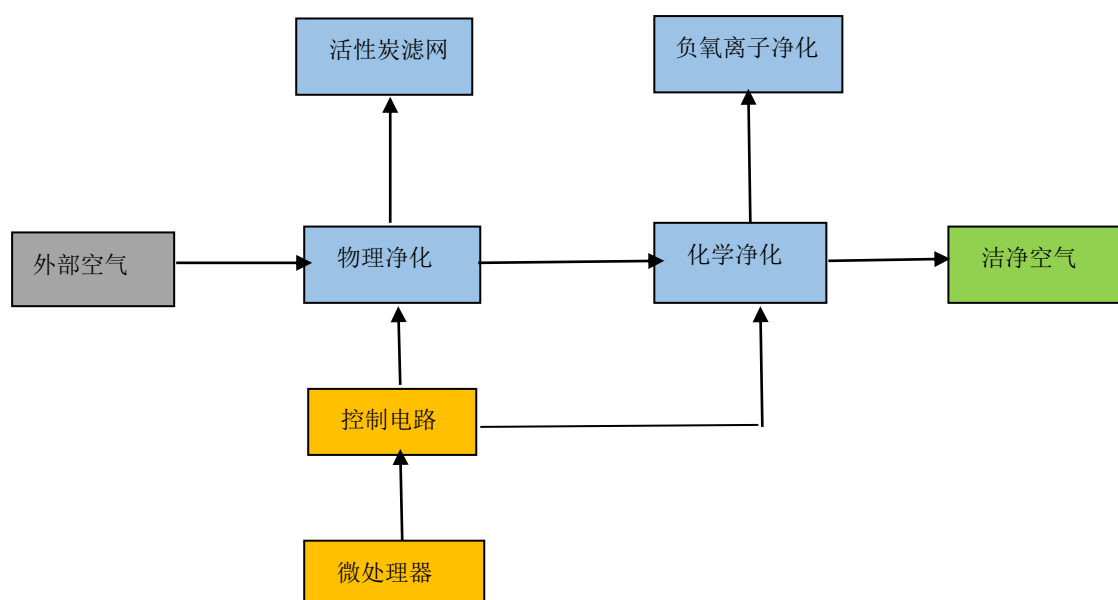 活性炭滤网
负氧离子净化
外部空气
物理净化
化学净化
洁净空气
控制电路
微处理器